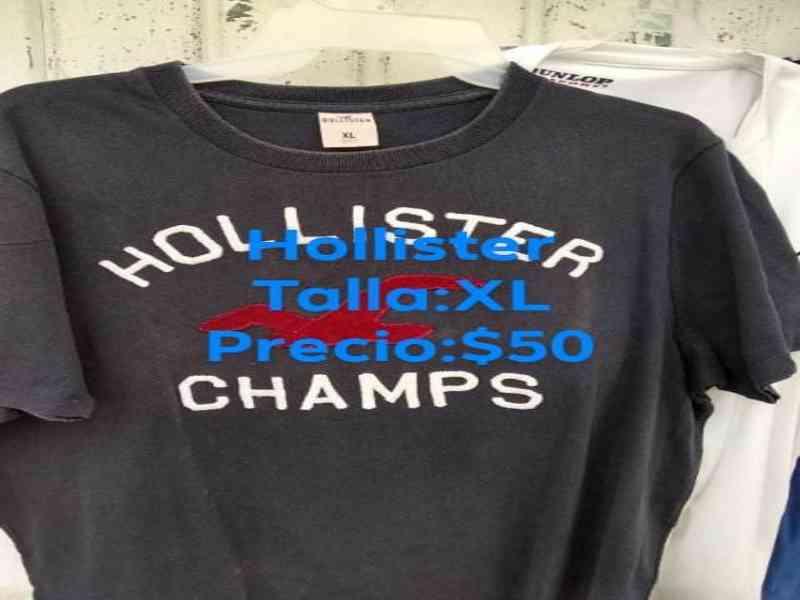 DUNLOP
HOLLISTER
XL
HOLLISTER
Hollister
Talla:XL
Precio:$50
CHAMPS